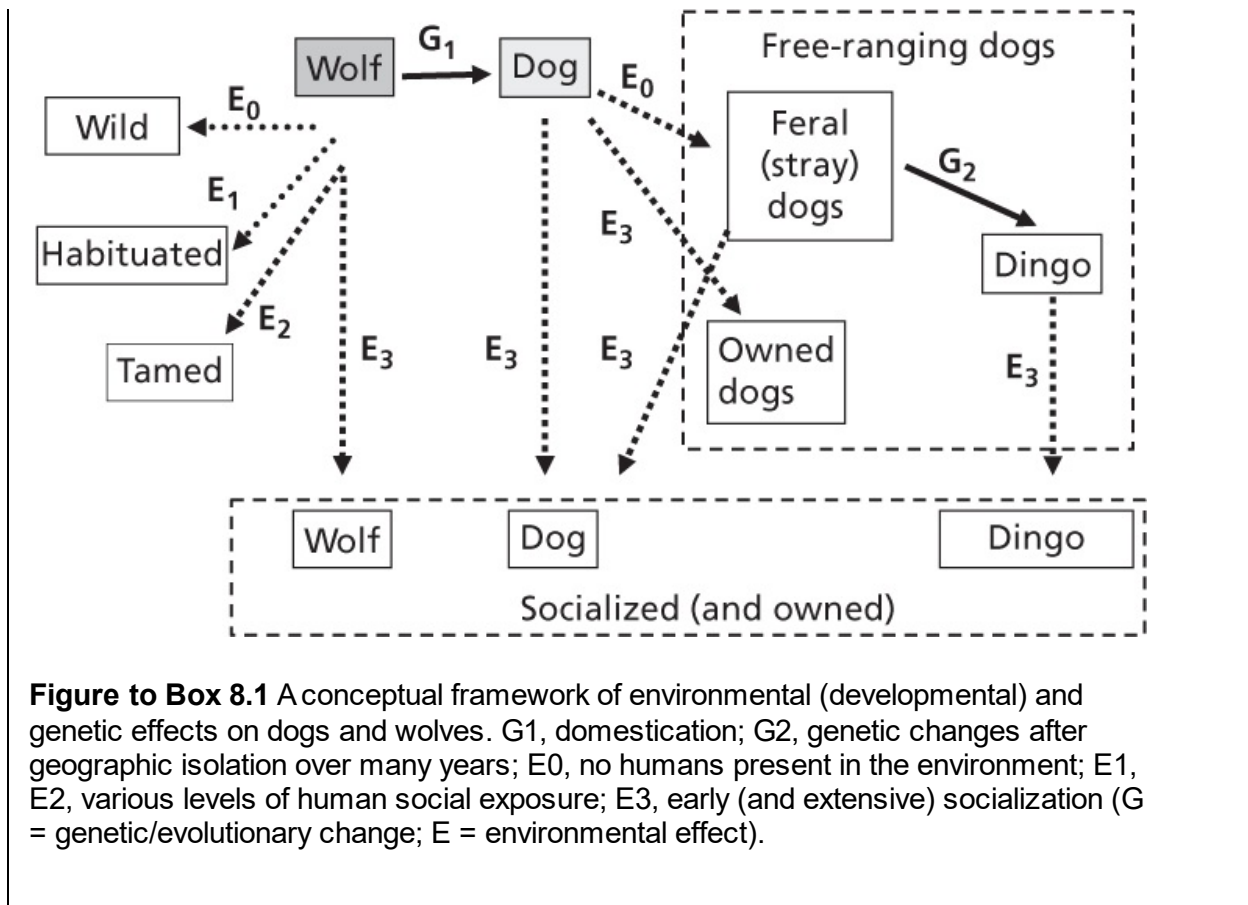 Free-ranging dogs
G1
Wolf
Dog
E0
E0
Wild
Feral
(stray)
dogs
G2
E1
E3
Habituated
Dingo
E2
Tamed
E3
E3
E3
Owned
dogs
E3
Wolf
Dog
Dingo
Socialized (and owned)
Figure to Box 8.1 A conceptual framework of environmental (developmental) and
genetic effects on dogs and wolves. G1, domestication; G2, genetic changes after
geographic isolation over many years; E0, no humans present in the environment; E1,
E2, various levels of human social exposure; E3, early (and extensive) socialization (G
= genetic/evolutionary change; E = environmental effect).